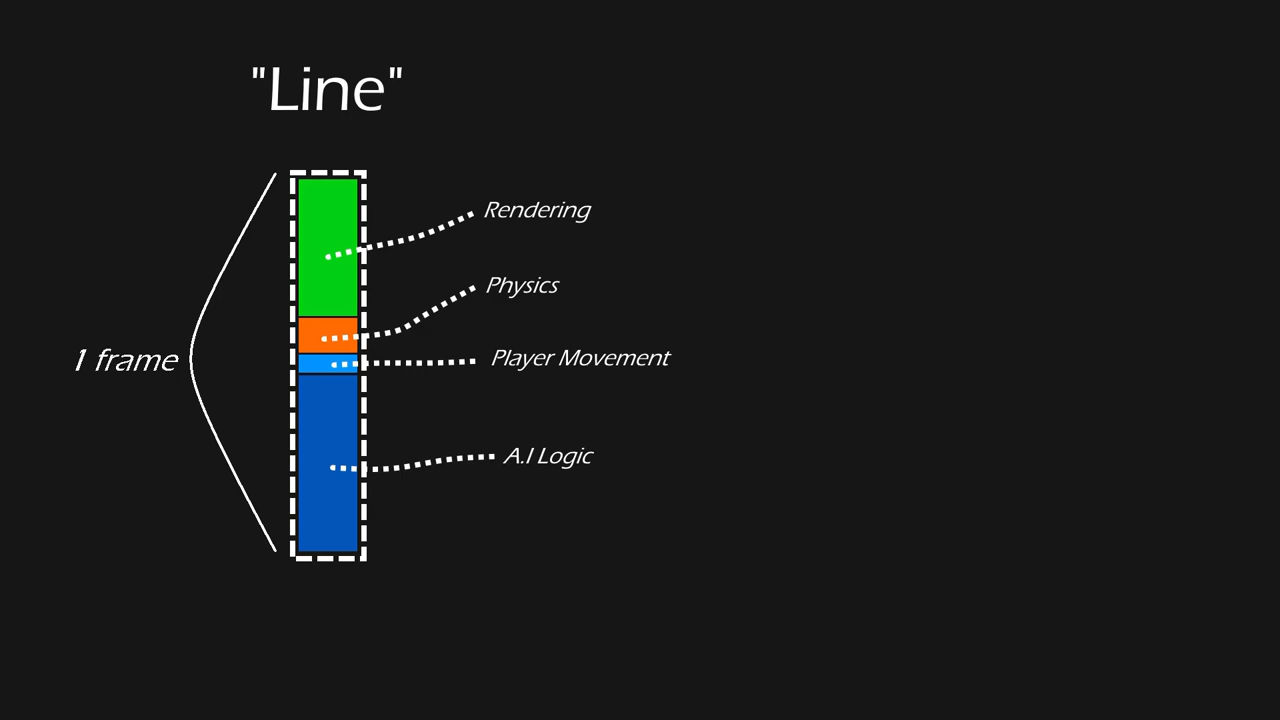 "Line"
Rendering
Physics
1 frame
Player Movement
A.I Logic